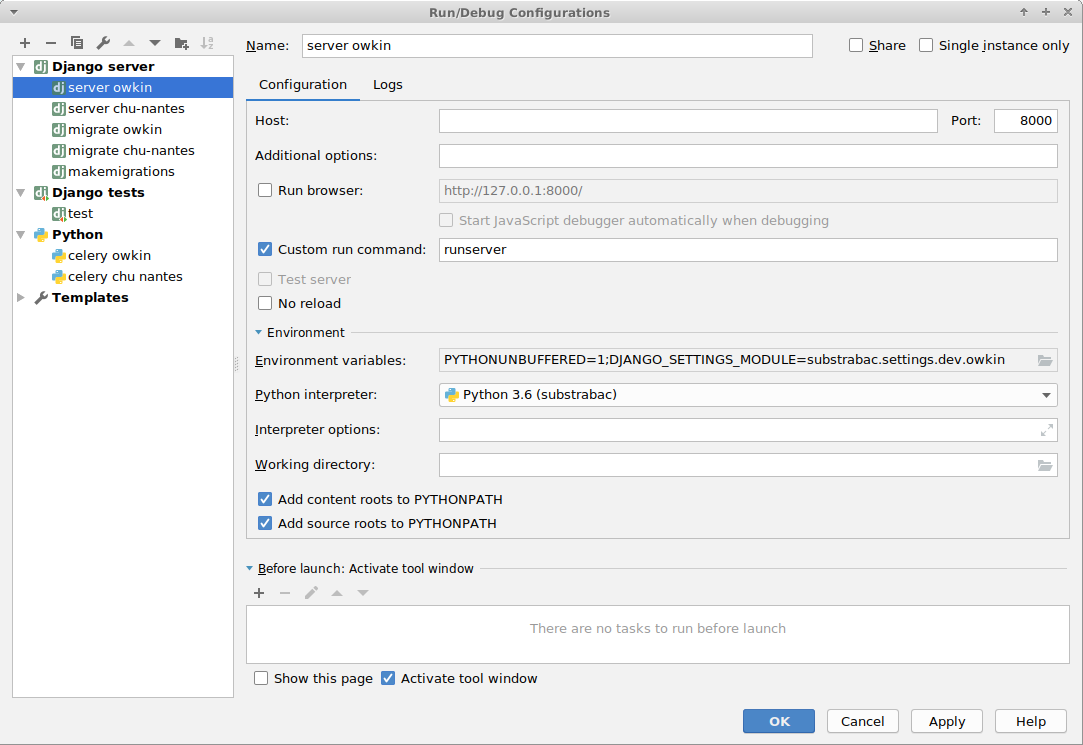 Run/Debug Configurations
Django server
server owkin
server chu-nantes
migrate owkin
migrate chu-nantes
makemigrations
Django tests
test
Python
celery owkin
celery chu nantes
Templates
Name: server owkin Share Single instance only
Configuration Logs
Host: Port: 8000
Additional options:
Run browser: http://127.0.0.1:8000/
Start JavaScript debugger automatically when debugging
Custom run command: runserver
Test server
No reload
Environment
Environment variables: PYTHONUNBUFFERED=1;DJANGO_SETTINGS_MODULE=substrabac.settings.dev.owkin
Python interpreter: Python 3.6 (substrabac)
Interpreter options:
Working directory:
Add content roots to PYTHONPATH
Add source roots to PYTHONPATH
Before launch: Activate tool window
There are no tasks to run before launch
Show this page Activate tool window
OK Cancel Apply Help